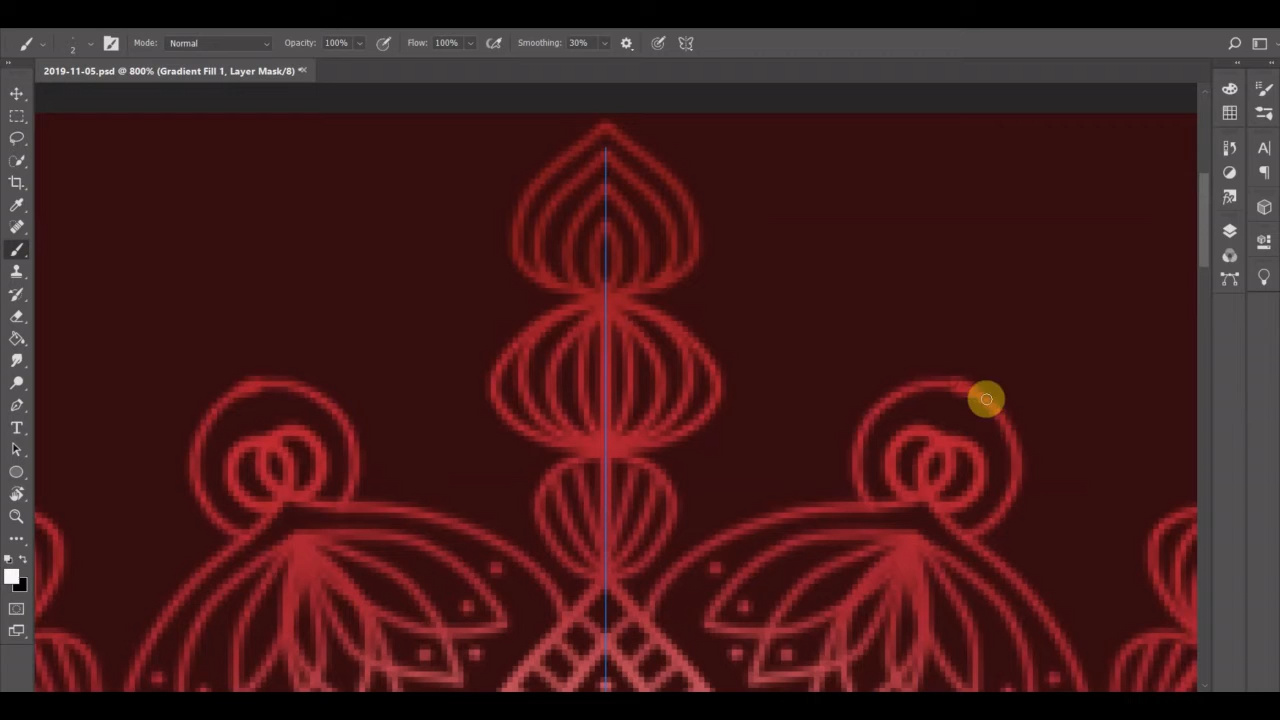 2 Mode: Normal Opacity: 100% Flow: 100% Smoothing: 30%
2019-11-05.psd @ 800% (Gradient Fill 1, Layer Mask/8)